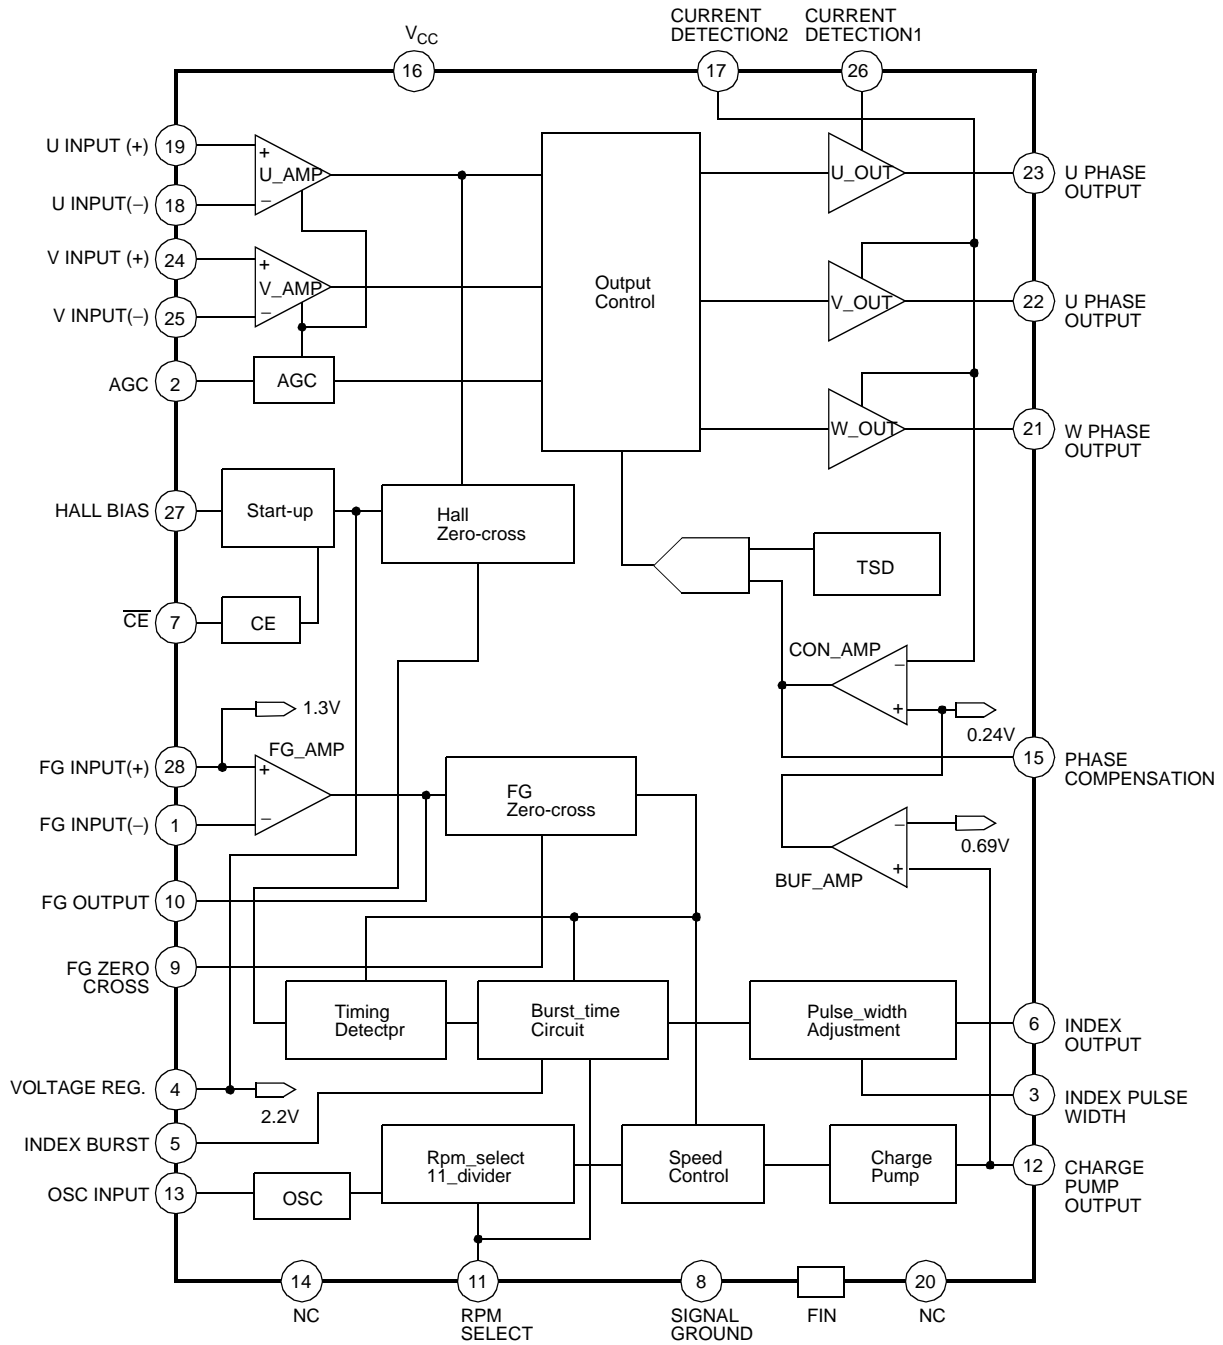 CURRENT
DETECTION2
CURRENT
DETECTION1
VCC
16
17
26
U INPUT (+)
19
+
U_AMP
−
U INPUT(−)
18
V INPUT (+)
24
+
V_AMP
−
V INPUT(−)
25
AGC
2
AGC
Output
Control
U_OUT
23
U PHASE
OUTPUT
V_OUT
22
U PHASE
OUTPUT
W_OUT
21
W PHASE
OUTPUT
HALL BIAS
27
Start-up
Hall
Zero-cross
TSD
CE
7
CE
CON_AMP
−
+
0.24V
15
PHASE
COMPENSATION
1.3V
FG_AMP
FG INPUT(+)
28
+
−
FG INPUT(−)
1
FG
Zero-cross
−
0.69V
+
BUF_AMP
FG OUTPUT
10
FG ZERO
CROSS
9
Timing
Detectpr
Burst_time
Circuit
Pulse_width
Adjustment
6
INDEX
OUTPUT
VOLTAGE REG.
4
2.2V
3
INDEX PULSE
WIDTH
INDEX BURST
5
OSC INPUT
13
OSC
Rpm_select
11_divider
Speed
Control
Charge
Pump
12
CHARGE
PUMP
OUTPUT
14
NC
11
RPM
SELECT
8
SIGNAL
GROUND
FIN
20
NC